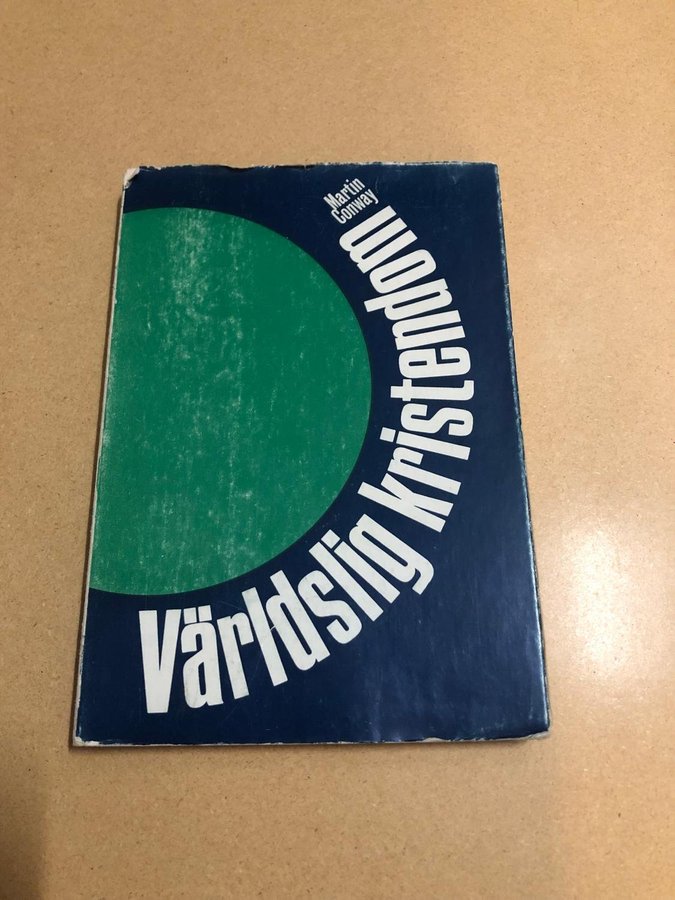 Martin
Conway
Världslig kristendom